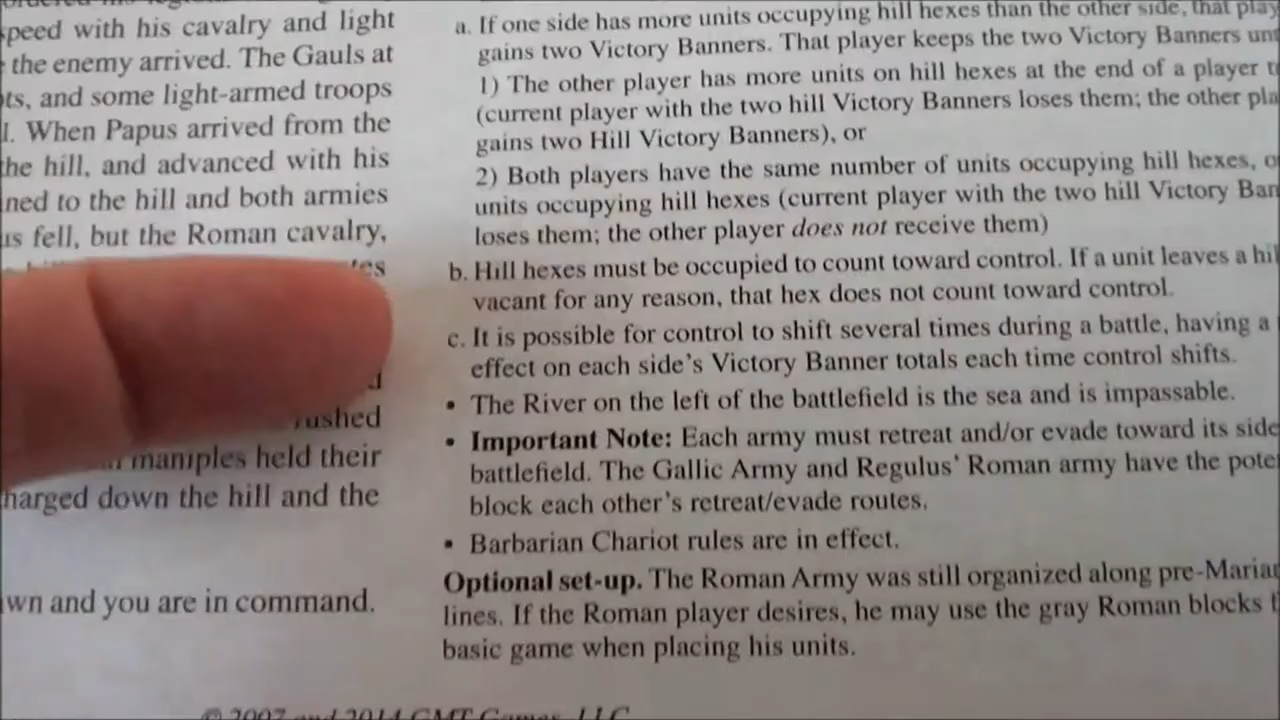 speed with his cavalry and light
the enemy arrived. The Gauls at
and some light-armed troops
I. When Papus arrived from the
the hill, and advanced with his
to the hill and both armies
fell, but the Roman cavalry,
maniples held their
down the hill and the
and you are in command.
a. If one side has more units occupying hill hexes than the other side, that
gains two Victory Banners. That player keeps the two Victory Banners
1) The other player has more units on hill hexes at the end of a player
(current player with the two hill Victory Banners loses them; the other
gains two Hill Victory Banners), or
2) Both players have the same number of units occupying hill hexes,
units occupying hill hexes (current player with the two hill Victory
loses them; the other player does not receive them)
b. Hill hexes must be occupied to count toward control. If a unit leaves a
vacant for any reason, that hex does not count toward control.
c. It is possible for control to shift several times during a battle, having a
effect on each side's Victory Banner totals each time control shifts.
• The River on the left of the battlefield is the sea and is impassable.
• Important Note: Each army must retreat and/or evade toward its side
battlefield. The Gallic Army and Regulus' Roman army have the
block each other's retreat/evade routes.
• Barbarian Chariot rules are in effect.
Optional set-up. The Roman Army was still organized along
lines. If the Roman player desires, he may use the gray Roman blocks
basic game when placing his units.
© 2007 and 2014 GMT Games, LLC